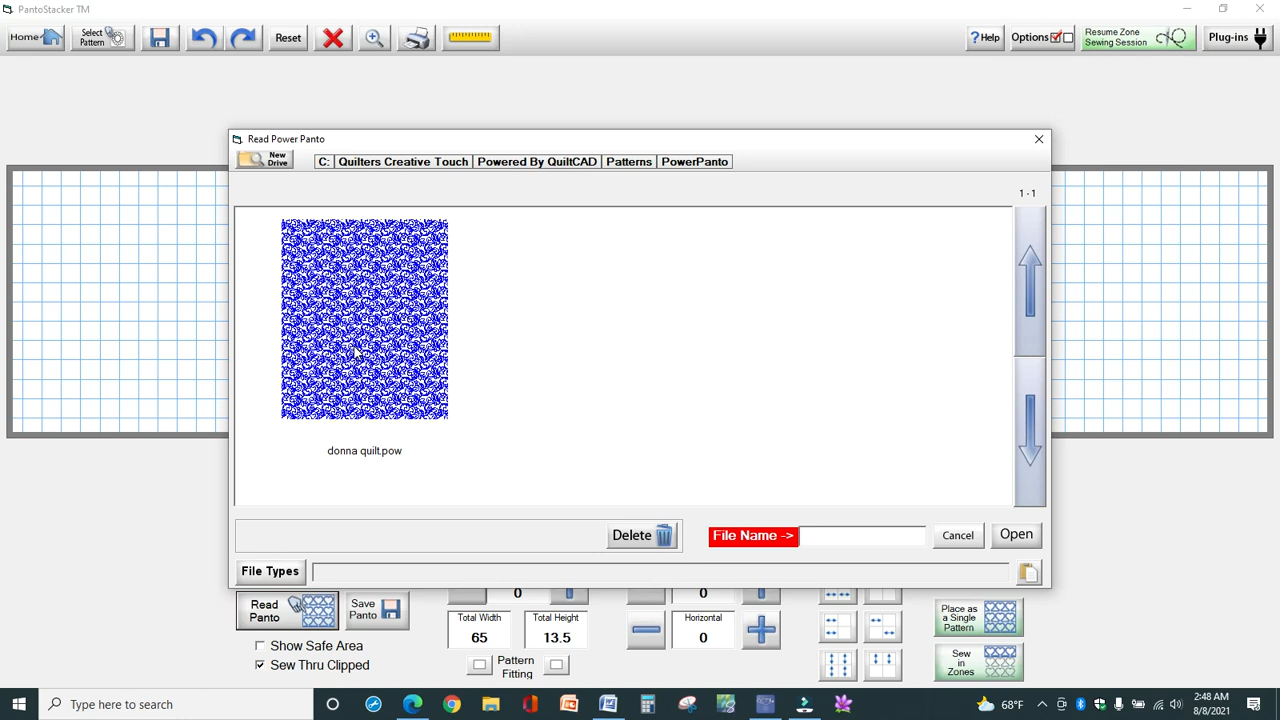 PantoStacker TM
Home
Select
Pattern
Reset
?Help
Options
Resume Zone
Sewing Session
Plug-ins
Read Power Panto
New
Drive
C:
Quilters Creative Touch
Powered By QuiltCAD
Patterns
PowerPanto
1 - 1
donna quilt.pow
Delete
File Name ->
Cancel
Open
File Types
Read
Panto
Save
Panto
0
0
Total Width
65
Total Height
13.5
Horizontal
0
Place as
a Single
Pattern
Show Safe Area
Sew Thru Clipped
Pattern
Fitting
Sew
in
Zones
Type here to search
68°F
2:48 AM
8/8/2021